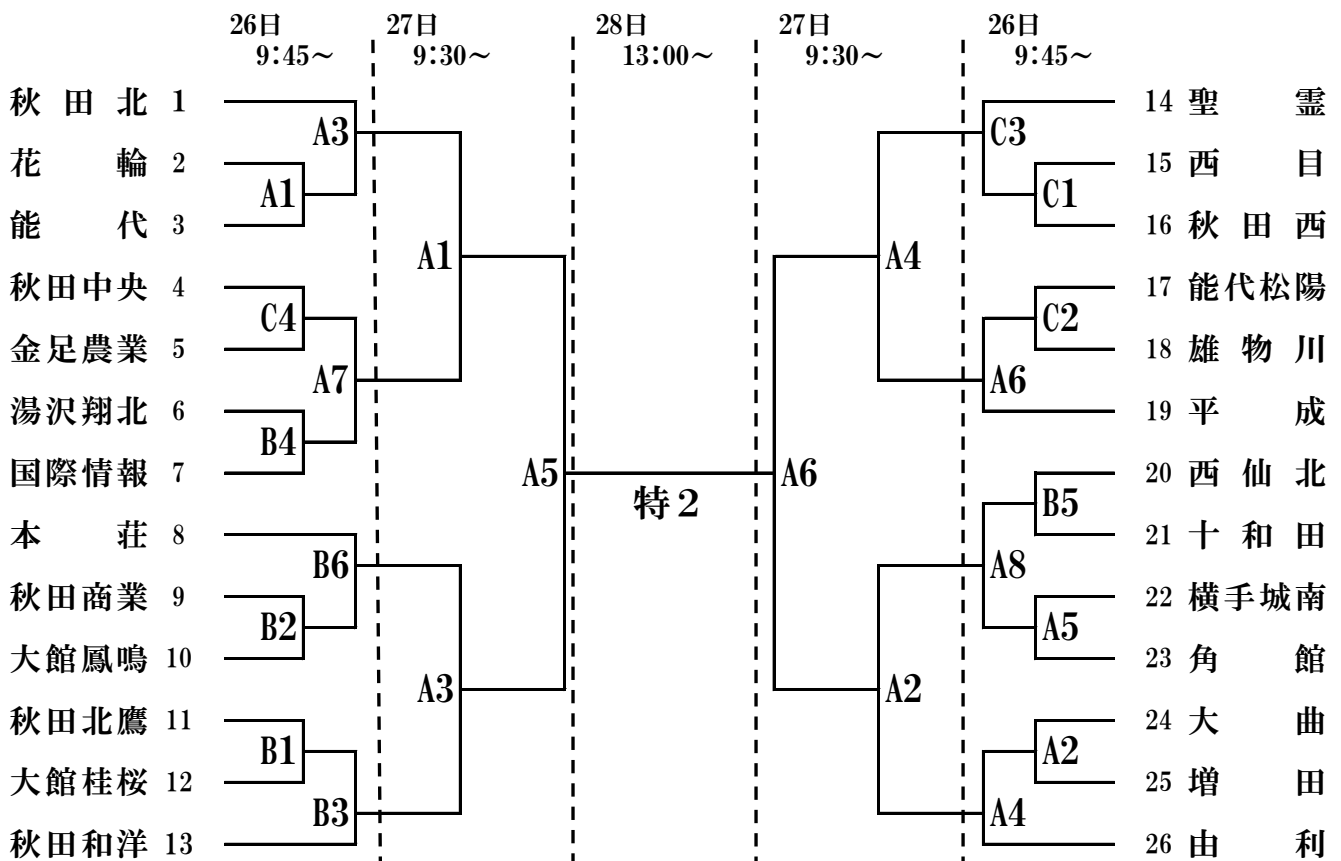 26日 27日 28日 27日 26日
9:45～ 9:30～ 13:00～ 9:30～ 9:45～
秋田北 1
花輪 2
能代 3
秋田中央 4
金足農業 5
湯沢翔北 6
国際情報 7
本荘 8
秋田商業 9
大館鳳鳴 10
秋田北鷹 11
大館桂桜 12
秋田和洋 13
A3
A1
C4
A7
B4
B6
B2
B1
B3
A1
A3
A5
特2
A6
A4
A2
C3
C1
C2
A6
B5
A8
A5
A2
A4
14 聖霊
15 西目
16 秋田西
17 能代松陽
18 雄物川
19 平成
20 西仙北
21 十和田
22 横手城南
23 角館
24 大曲
25 増田
26 由利